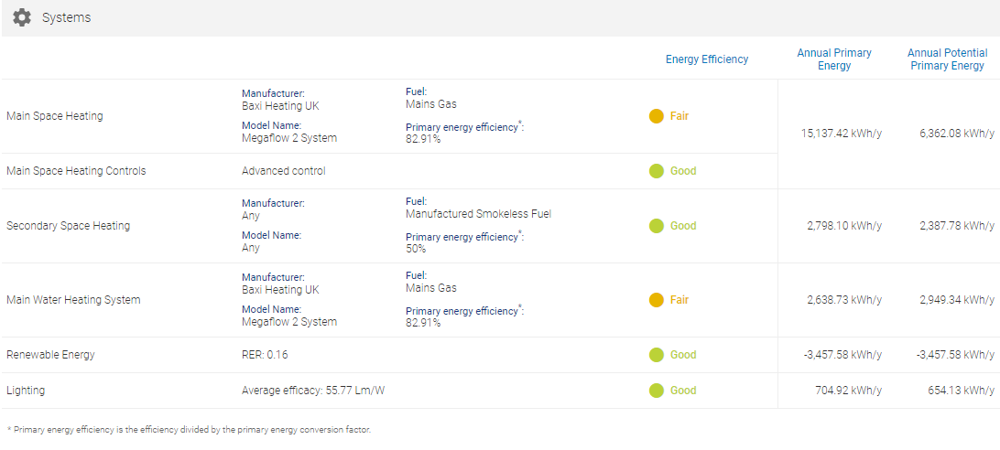 Systems
Energy Efficiency
Annual Primary
Energy
Annual Potential
Primary Energy
Main Space Heating
Manufacturer:
Baxi Heating UK
Model Name:
Megaflow 2 System
Fuel:
Mains Gas
Primary energy efficiency*:
82.91%
Fair
15,137.42 kWh/y
6,362.08 kWh/y
Main Space Heating Controls
Advanced control
Good
Secondary Space Heating
Manufacturer:
Any
Model Name:
Any
Fuel:
Manufactured Smokeless Fuel
Primary energy efficiency*:
50%
Good
2,798.10 kWh/y
2,387.78 kWh/y
Main Water Heating System
Manufacturer:
Baxi Heating UK
Model Name:
Megaflow 2 System
Fuel:
Mains Gas
Primary energy efficiency*:
82.91%
Fair
2,638.73 kWh/y
2,949.34 kWh/y
Renewable Energy
RER: 0.16
Good
-3,457.58 kWh/y
-3,457.58 kWh/y
Lighting
Average efficacy: 55.77 Lm/W
Good
704.92 kWh/y
654.13 kWh/y
* Primary energy efficiency is the efficiency divided by the primary energy conversion factor.